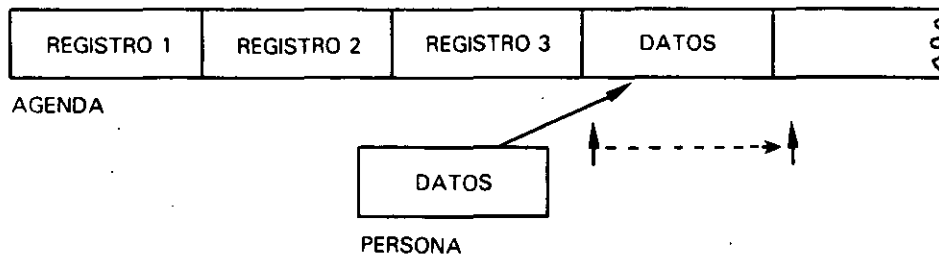 REGISTRO 1 REGISTRO 2 REGISTRO 3 DATOS
AGENDA
DATOS
PERSONA